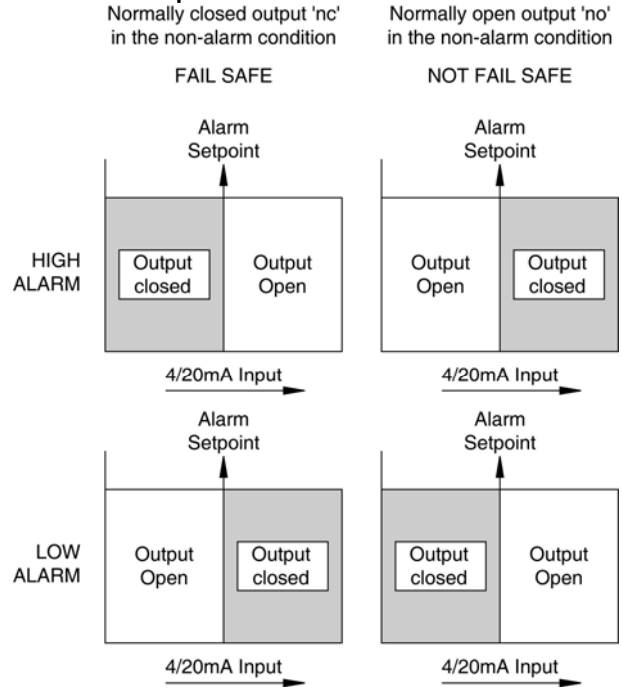 Normally closed output 'nc'
in the non-alarm condition
FAIL SAFE
Normally open output 'no'
in the non-alarm condition
NOT FAIL SAFE
HIGH
ALARM
Alarm
Setpoint
Output
closed
Output
Open
4/20mA Input
Alarm
Setpoint
Output
Open
Output
closed
4/20mA Input
LOW
ALARM
Alarm
Setpoint
Output
Open
Output
closed
4/20mA Input
Alarm
Setpoint
Output
closed
Output
Open
4/20mA Input